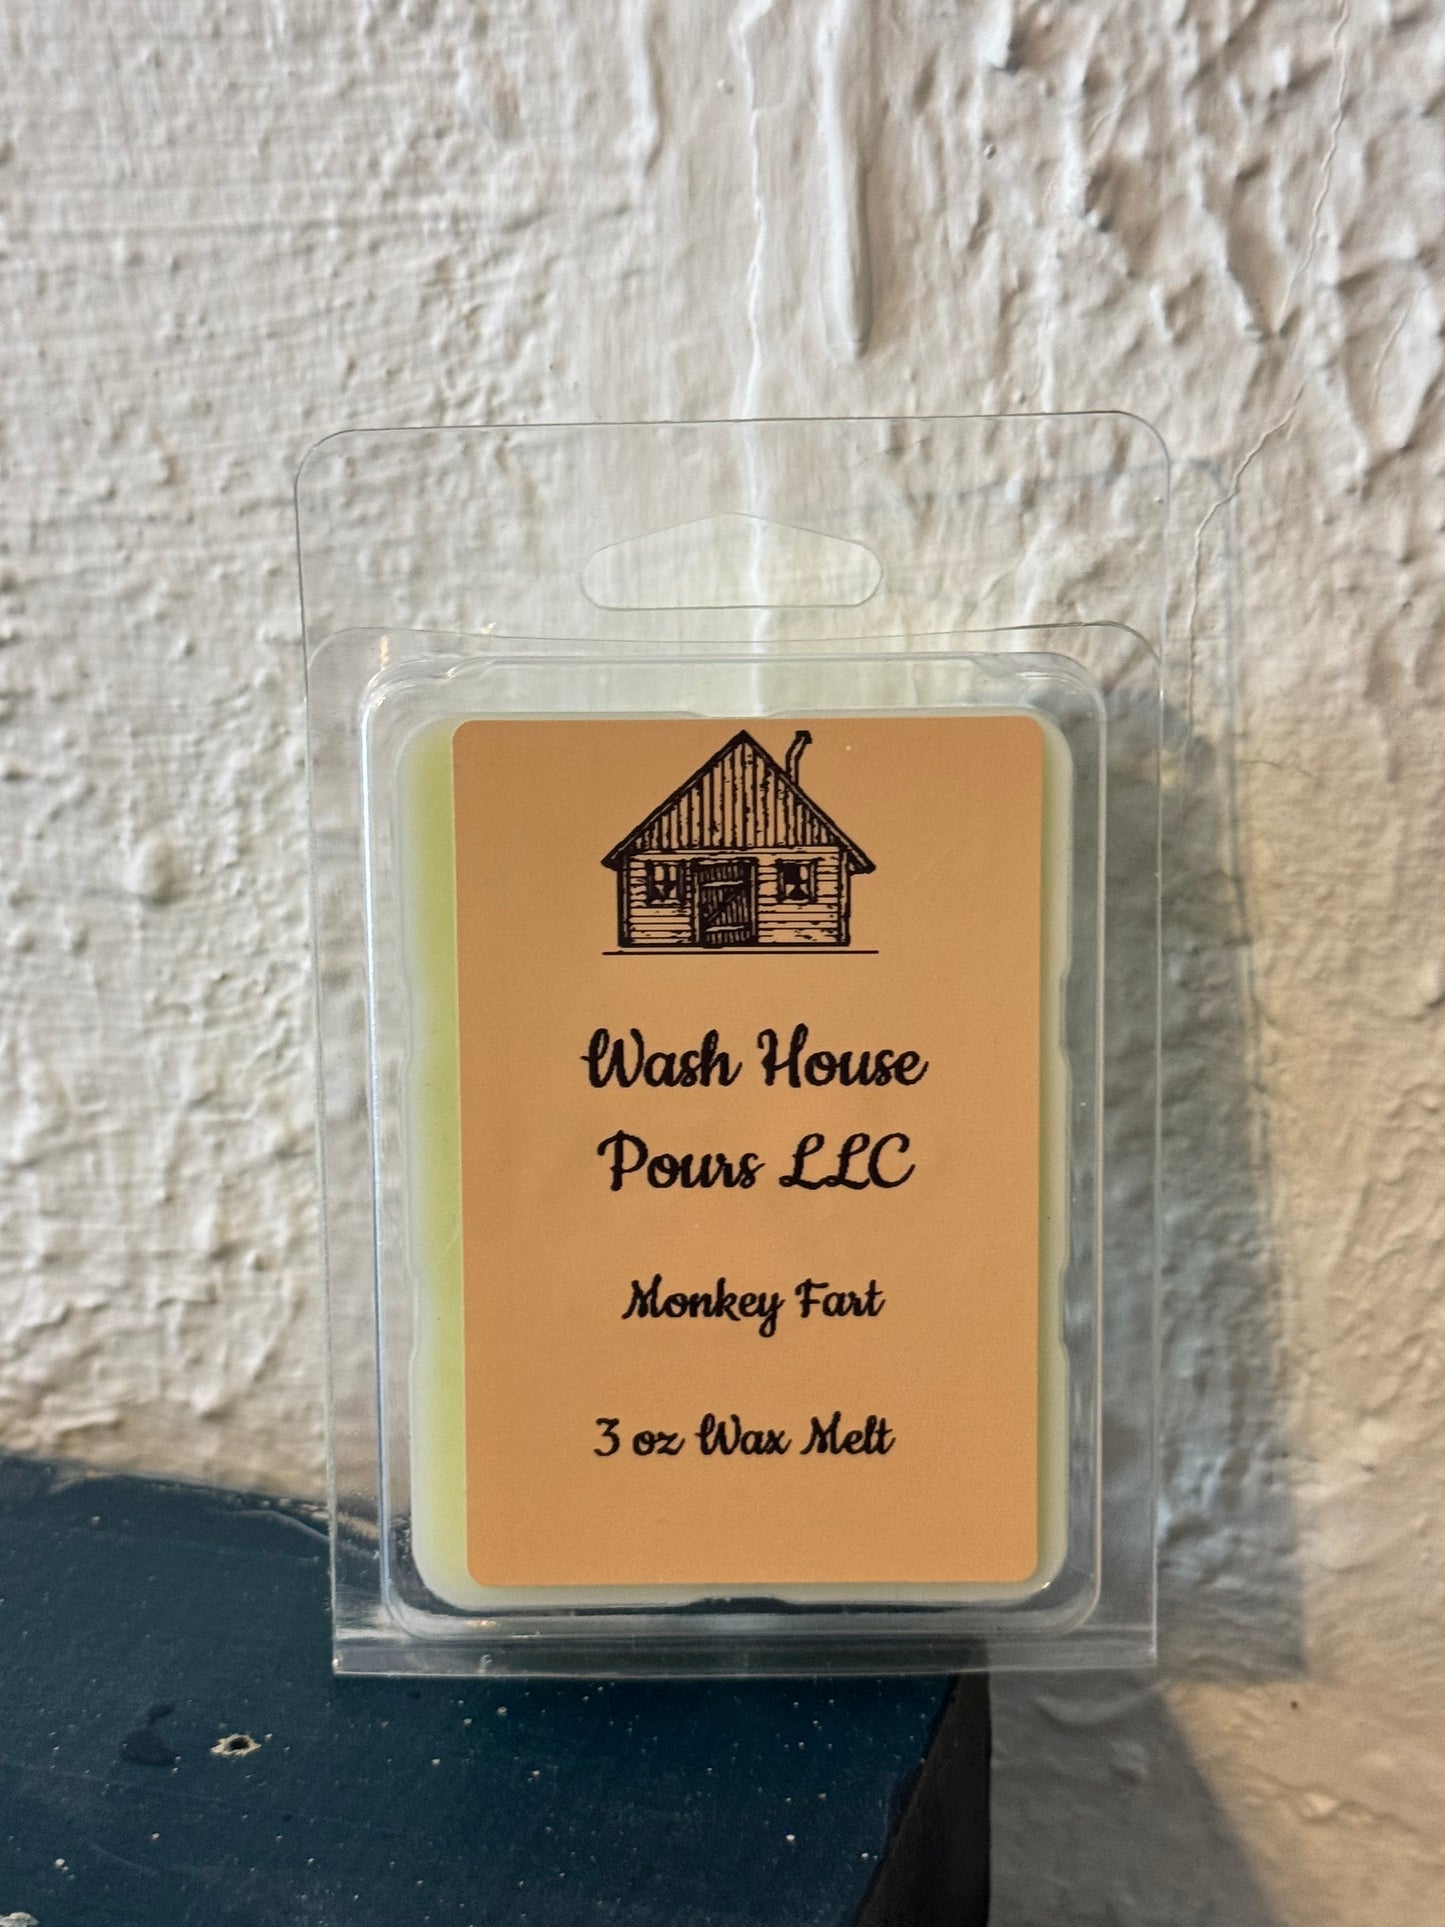 Wash House
Pours LLC
Monkey Fart
3 oz Wax Melt